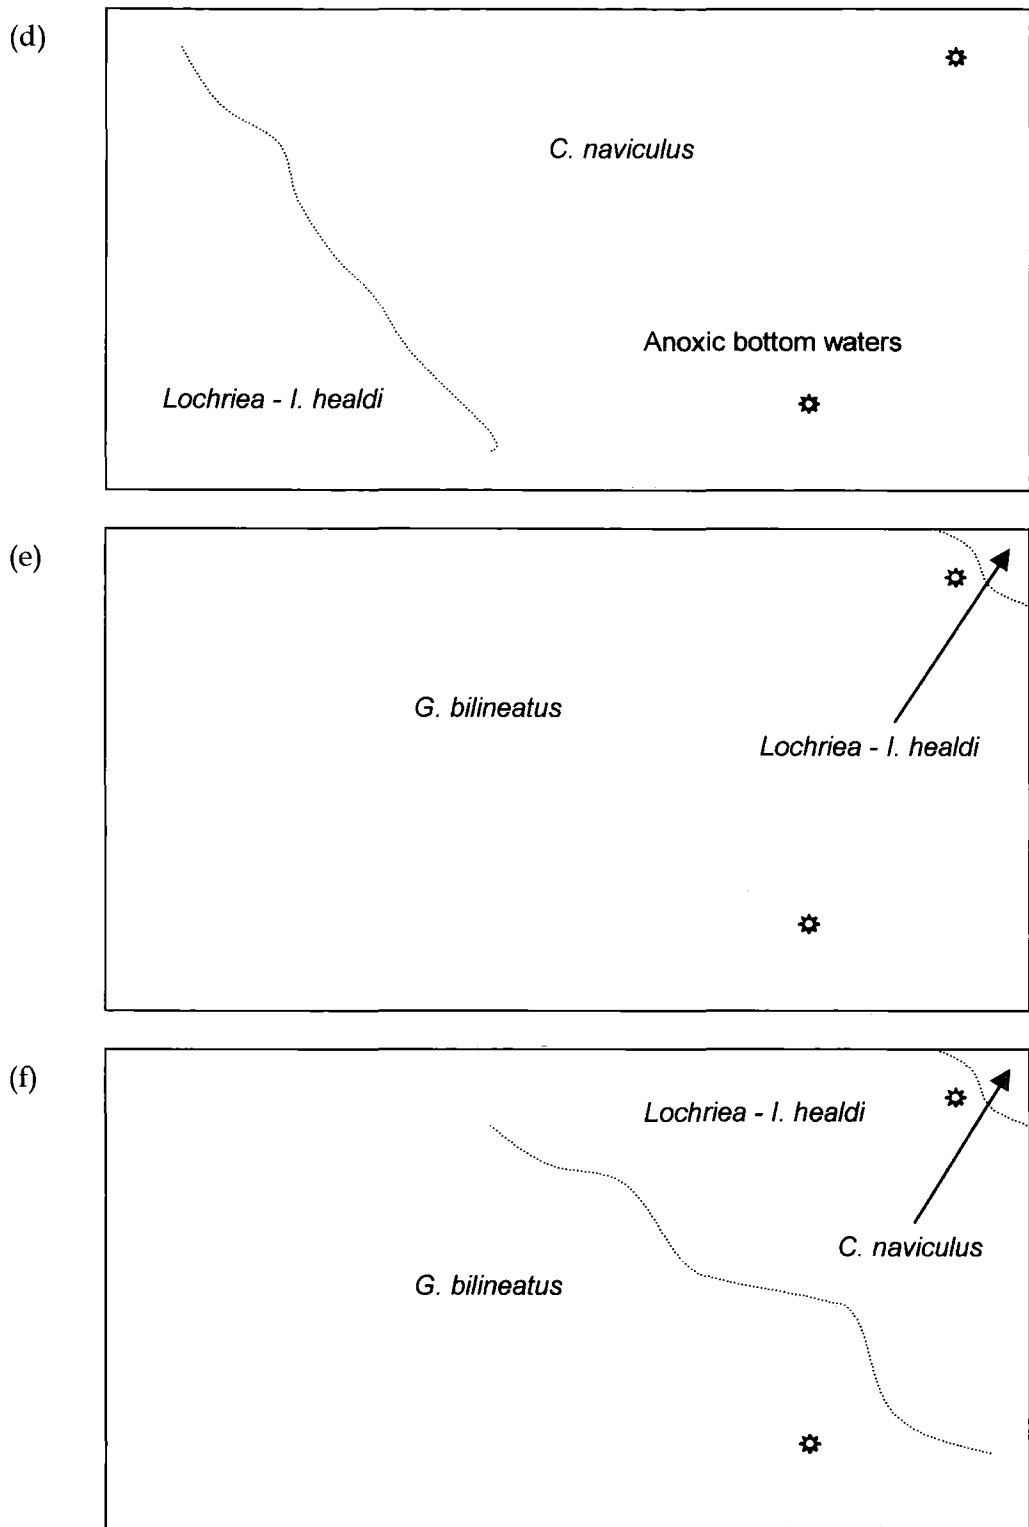 (d)
C. naviculus
Anoxic bottom waters
Lochriea - I. healdi
(e)
G. bilineatus
Lochriea - I. healdi
(f)
Lochriea - I. healdi
C. naviculus
G. bilineatus